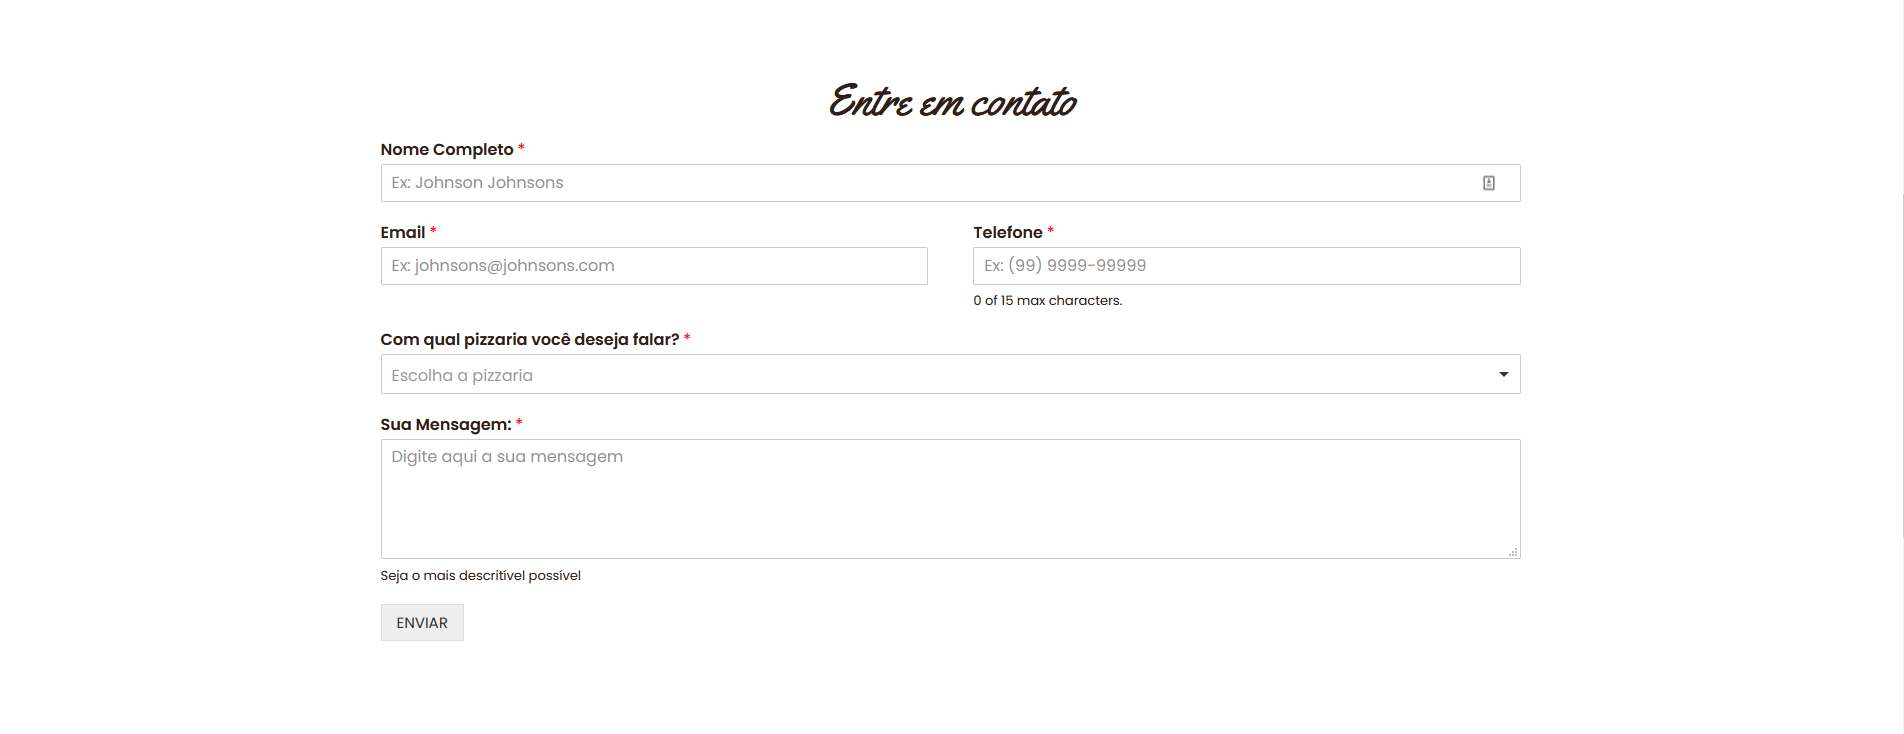 Entre em contato
Nome Completo *
Ex: Johnson Johnsons
Email *
Telefone *
Ex: johnsons@johnsons.com
Ex: (99) 9999-99999
0 of 15 max characters.
Com qual pizzaria você deseja falar? *
Escolha a pizzaria
Sua Mensagem: *
Digite aqui a sua mensagem
Seja o mais descritível possível
ENVIAR